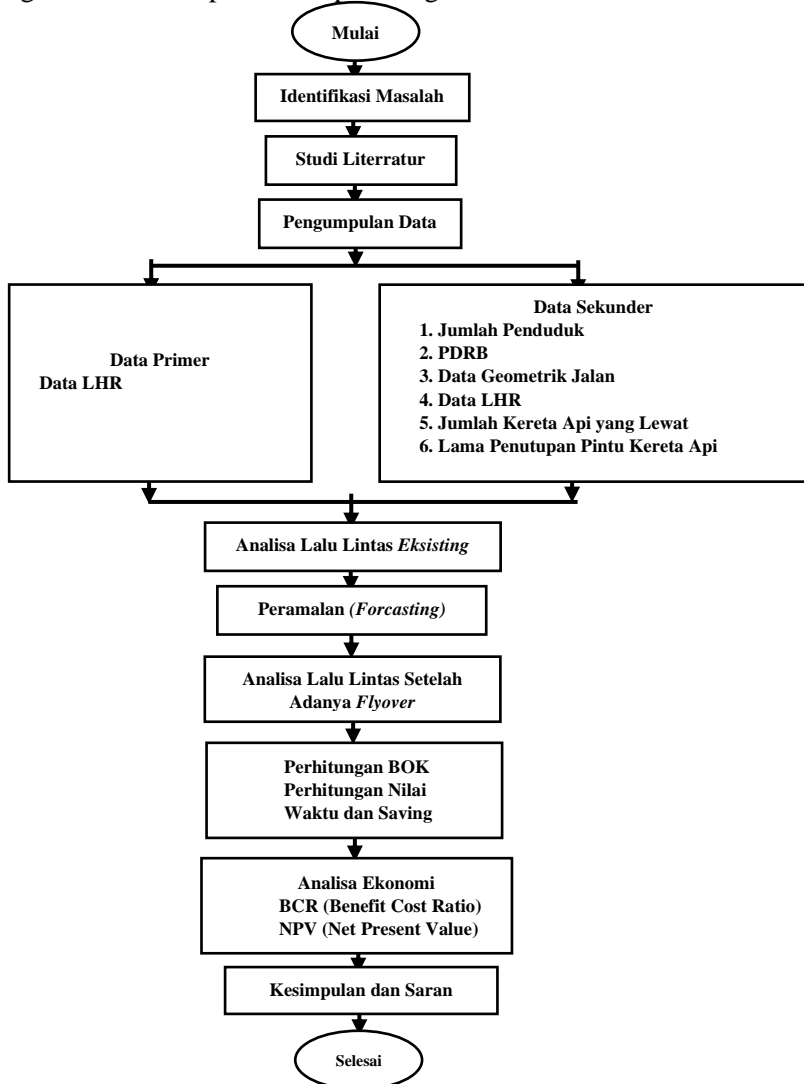 Mulai
Identifikasi Masalah
Studi Literratur
Pengumpulan Data
Data Primer
Data LHR
Data Sekunder
1. Jumlah Penduduk
2. PDRB
3. Data Geometrik Jalan
4. Data LHR
5. Jumlah Kereta Api yang Lewat
6. Lama Penutupan Pintu Kereta Api
Analisa Lalu Lintas Eksisting
Peramalan (Forcasting)
Analisa Lalu Lintas Setelah
Adanya Flyover
Perhitungan BOK
Perhitungan Nilai
Waktu dan Saving
Analisa Ekonomi
BCR (Benefit Cost Ratio)
NPV (Net Present Value)
Kesimpulan dan Saran
Selesai